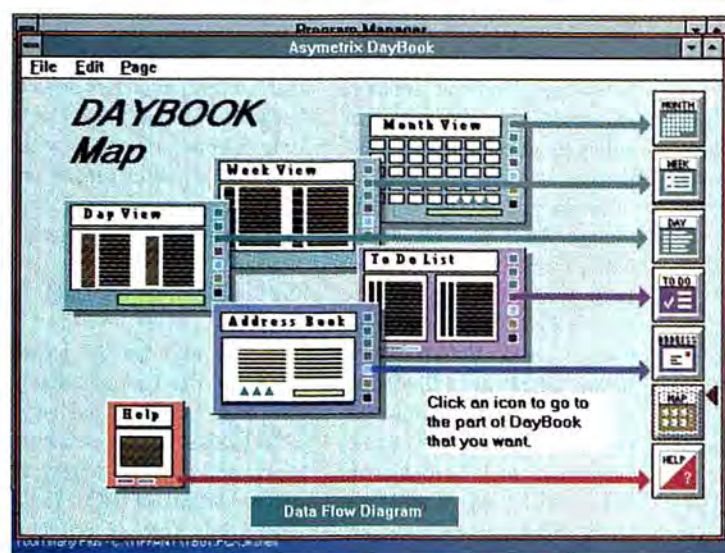 Program Manager
Asymetrix DayBook
File Edit Page
DAYBOOK
Map
Month View
Week View
Day View
To Do List
Address Book
Help
MONTH
WEEK
DAY
TO DO
ADDRESS
MAP
HELP
?
Click an icon to go to
the part of DayBook
that you want.
Data Flow Diagram